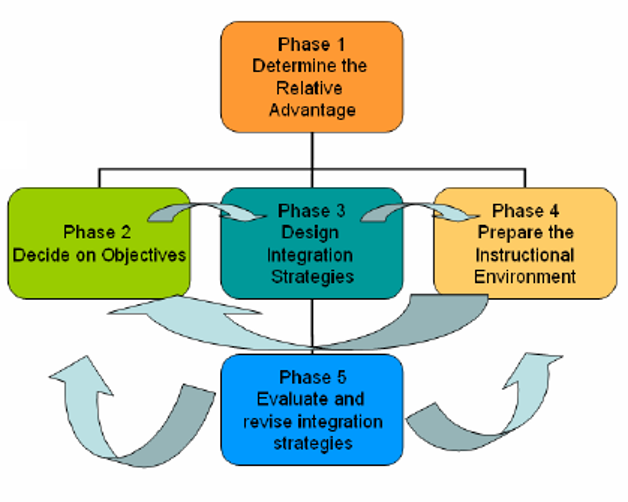 Phase 1
Determine the
Relative
Advantage
Phase 2
Decide on Objectives
Phase 3
Design
Integration
Strategies
Phase 4
Prepare the
Instructional
Environment
Phase 5
Evaluate and
revise integration
strategies